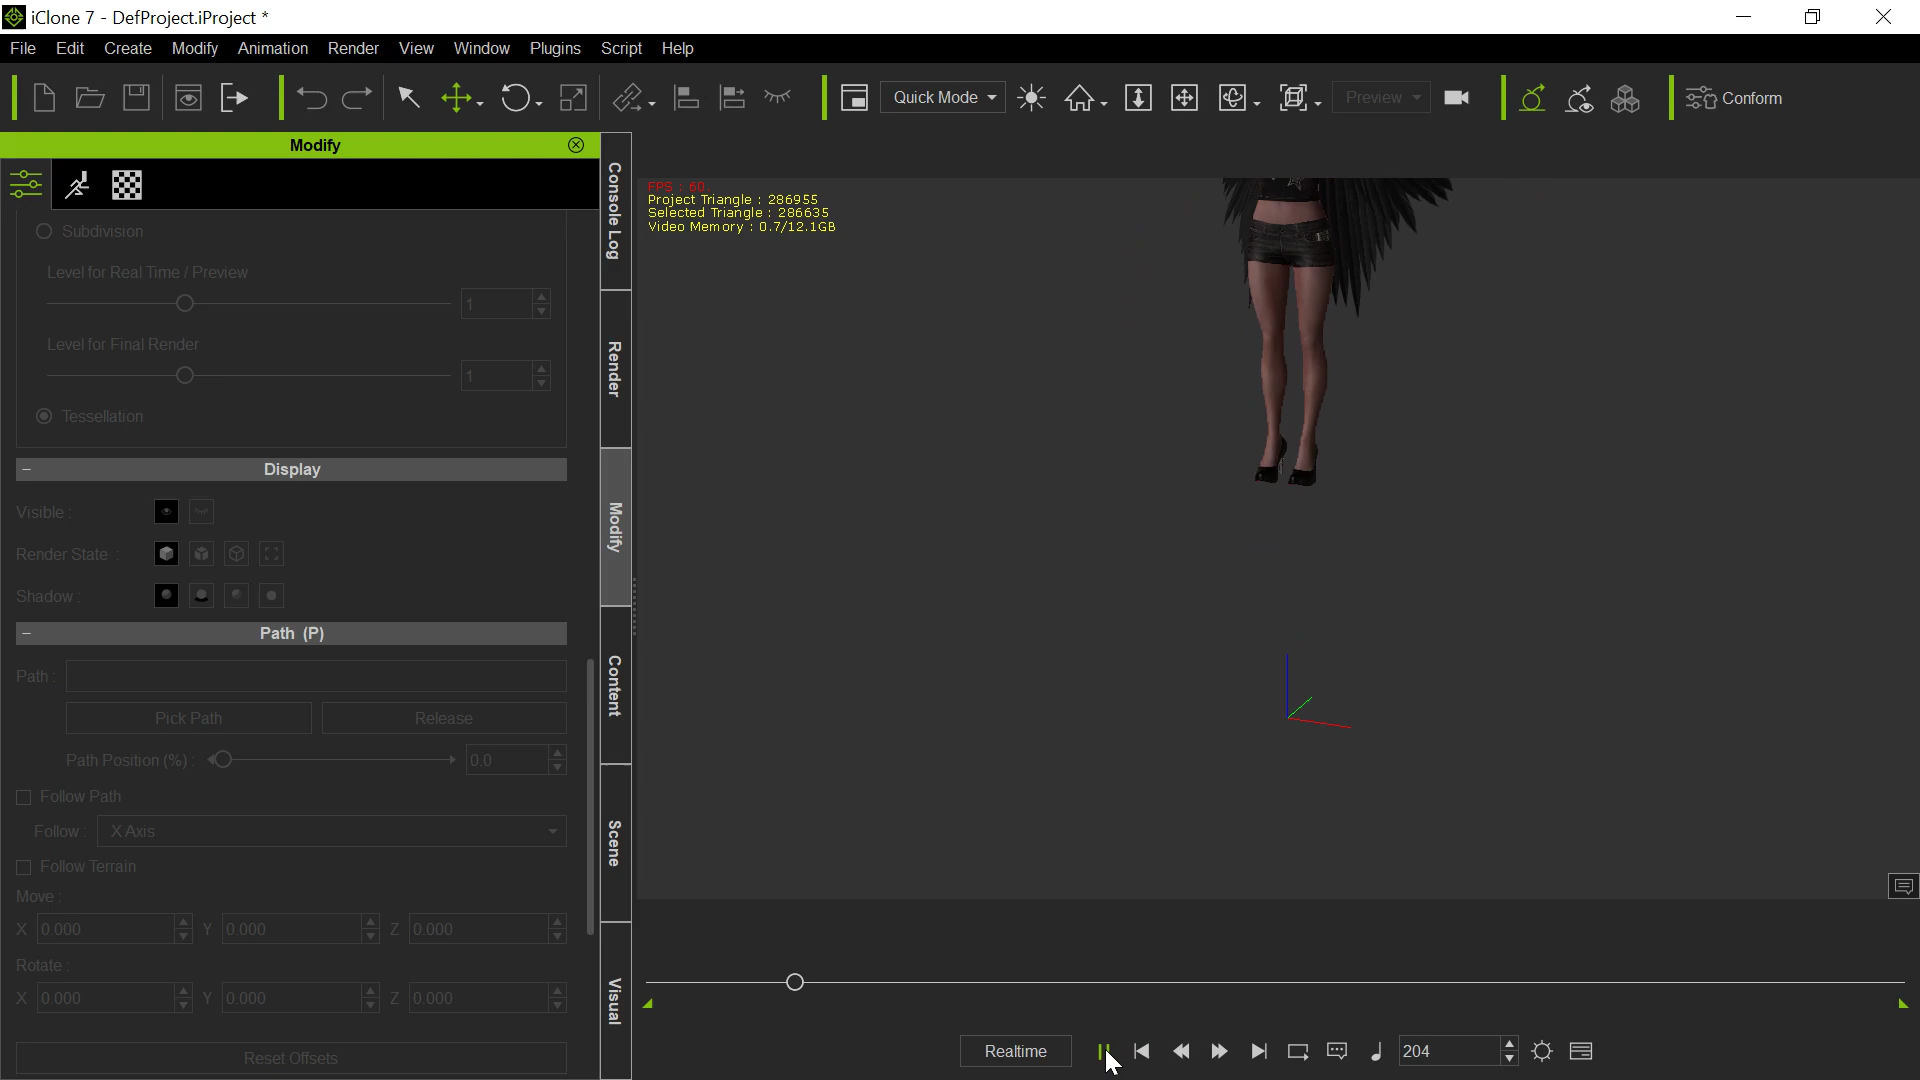 iClone 7 - DefProject.iProject *
File Edit Create Modify Animation Render View Window Plugins Script Help
Quick Mode Preview Conform
Modify
Subdivision
Level for Real Time / Preview
1
Level for Final Render
1
Tessellation
Display
Visible :
Render State :
Shadow :
Path (P)
Path :
Pick Path Release
Path Position (%) : 0.0
Follow Path
Follow : X Axis
Follow Terrain
Move :
X 0.000 Y 0.000 Z 0.000
Rotate :
X 0.000 Y 0.000 Z 0.000
Reset Offsets
Console Log
Render
Modify
Content
Scene
Visual
FPS : 60.
Project Triangle : 286955
Selected Triangle : 286635
Video Memory : 0.7/12.1GB
Realtime 204